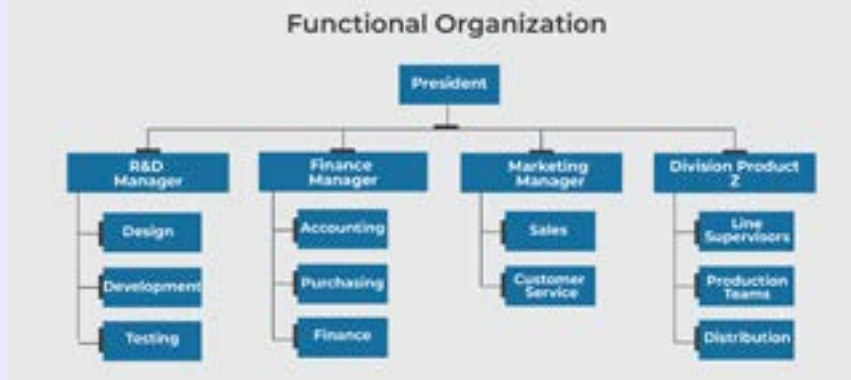 Functional Organization
President
R&D
Manager
Finance
Manager
Marketing
Manager
Division Product
2
Design
Development
Testing
Accounting
Purchasing
Finance
Sales
Customer
Service
Line
Supervisors
Production
Teams
Distribution